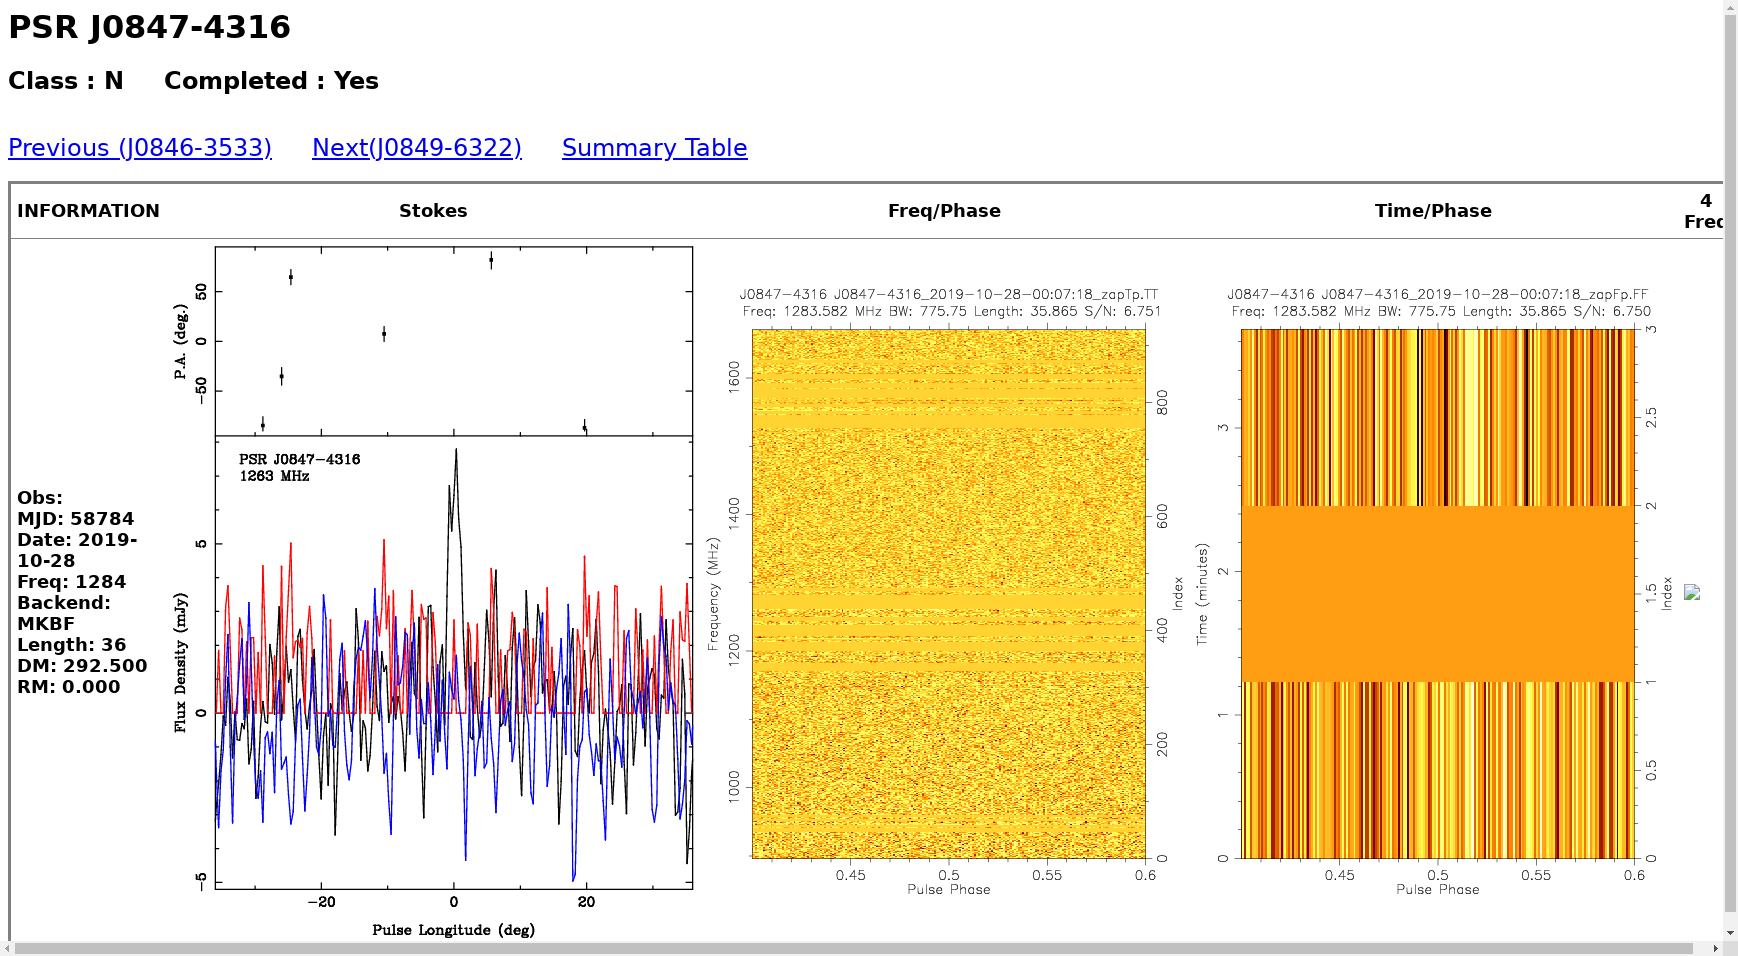 PSR J0847-4316
Class : N Completed : Yes
Previous (J0846-3533) Next(J0849-6322) Summary Table
INFORMATION
Stokes
Freq/Phase
Time/Phase
4
Freq
Obs:
MJD: 58784
Date: 2019-
10-28
Freq: 1284
Backend:
MKBF
Length: 36
DM: 292.500
RM: 0.000
P.A. (deg.)
50
0
−50
PSR J0847−4316
1263 MHz
Flux Density (mJy)
5
0
−5
−20 0 20
Pulse Longitude (deg)
J0847−4316 J0847−4316_2019−10−28−00:07:18_zapTp.TT
Freq: 1283.582 MHz BW: 775.75 Length: 35.865 S/N: 6.751
Frequency (MHz)
1600
1400
1200
1000
800
600
400
200
0
Index
0.45 0.5 0.55 0.6
Pulse Phase
J0847−4316 J0847−4316_2019−10−28−00:07:18_zapFp.FF
Freq: 1283.582 MHz BW: 775.75 Length: 35.865 S/N: 6.750
Time (minutes)
3
2
1
0
3
2.5
2
1.5
1
0.5
0
Index
0.45 0.5 0.55 0.6
Pulse Phase